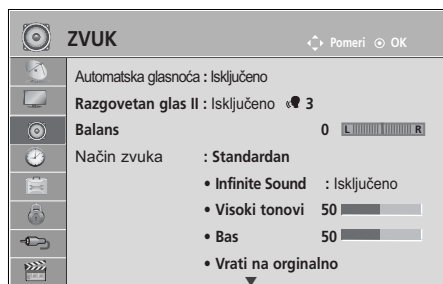 ZVUK
Pomeri OK
Automatska glasnoća : Isključeno
Razgovetan glas II : Isključeno 3
Balans 0 L R
Način zvuka : Standardan
• Infinite Sound : Isključeno
• Visoki tonovi 50
• Bas 50
• Vrati na orginalno